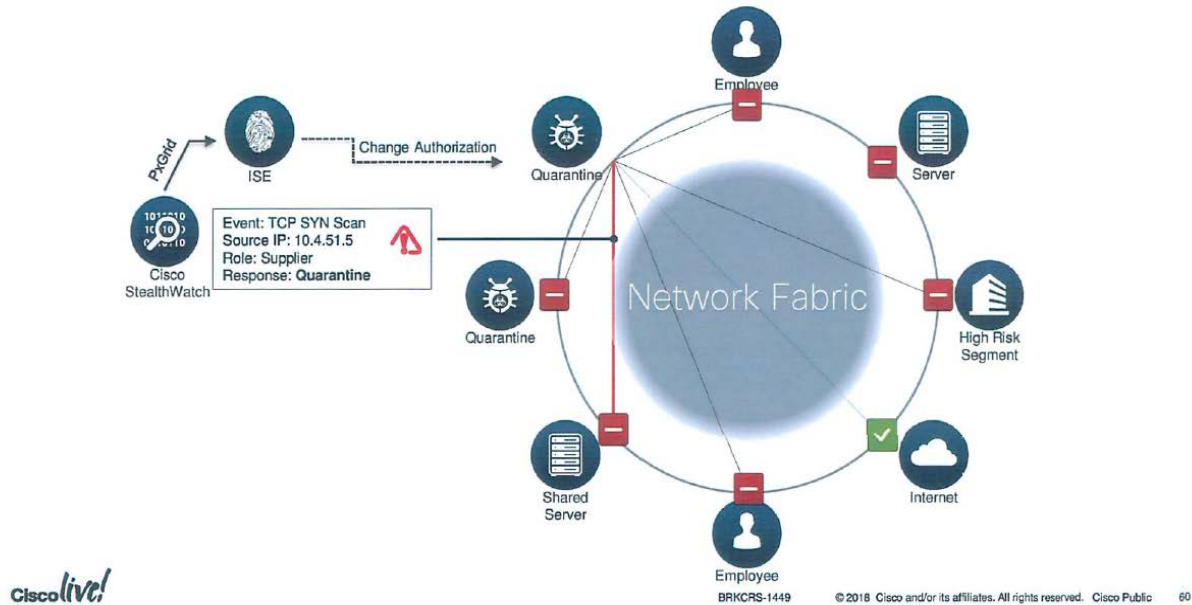 Employee
Server
PxGrid
ISE
Change Authorization
Quarantine
Event: TCP SYN Scan
Source IP: 10.4.51.5
Role: Supplier
Response: Quarantine
Cisco
StealthWatch
Quarantine
Network Fabric
High Risk
Segment
Shared
Server
Internet
Employee
Cisco live!
BRKCRS-1449
© 2018 Cisco and/or its affiliates. All rights reserved. Cisco Public
60